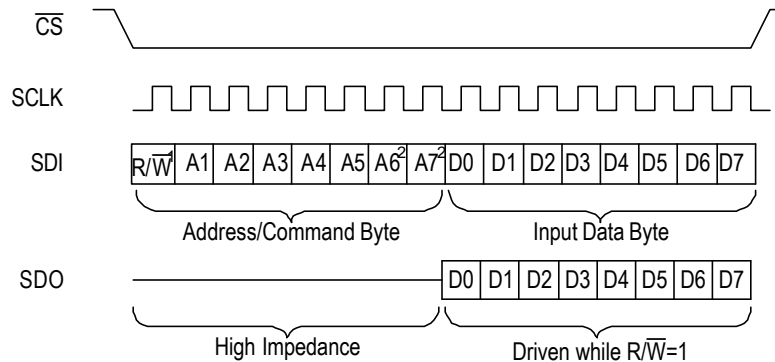 CS
SCLK
SDI R/W¹ A1 A2 A3 A4 A5 A6² A7² D0 D1 D2 D3 D4 D5 D6 D7
Address/Command Byte Input Data Byte
SDO D0 D1 D2 D3 D4 D5 D6 D7
High Impedance Driven while R/W=1